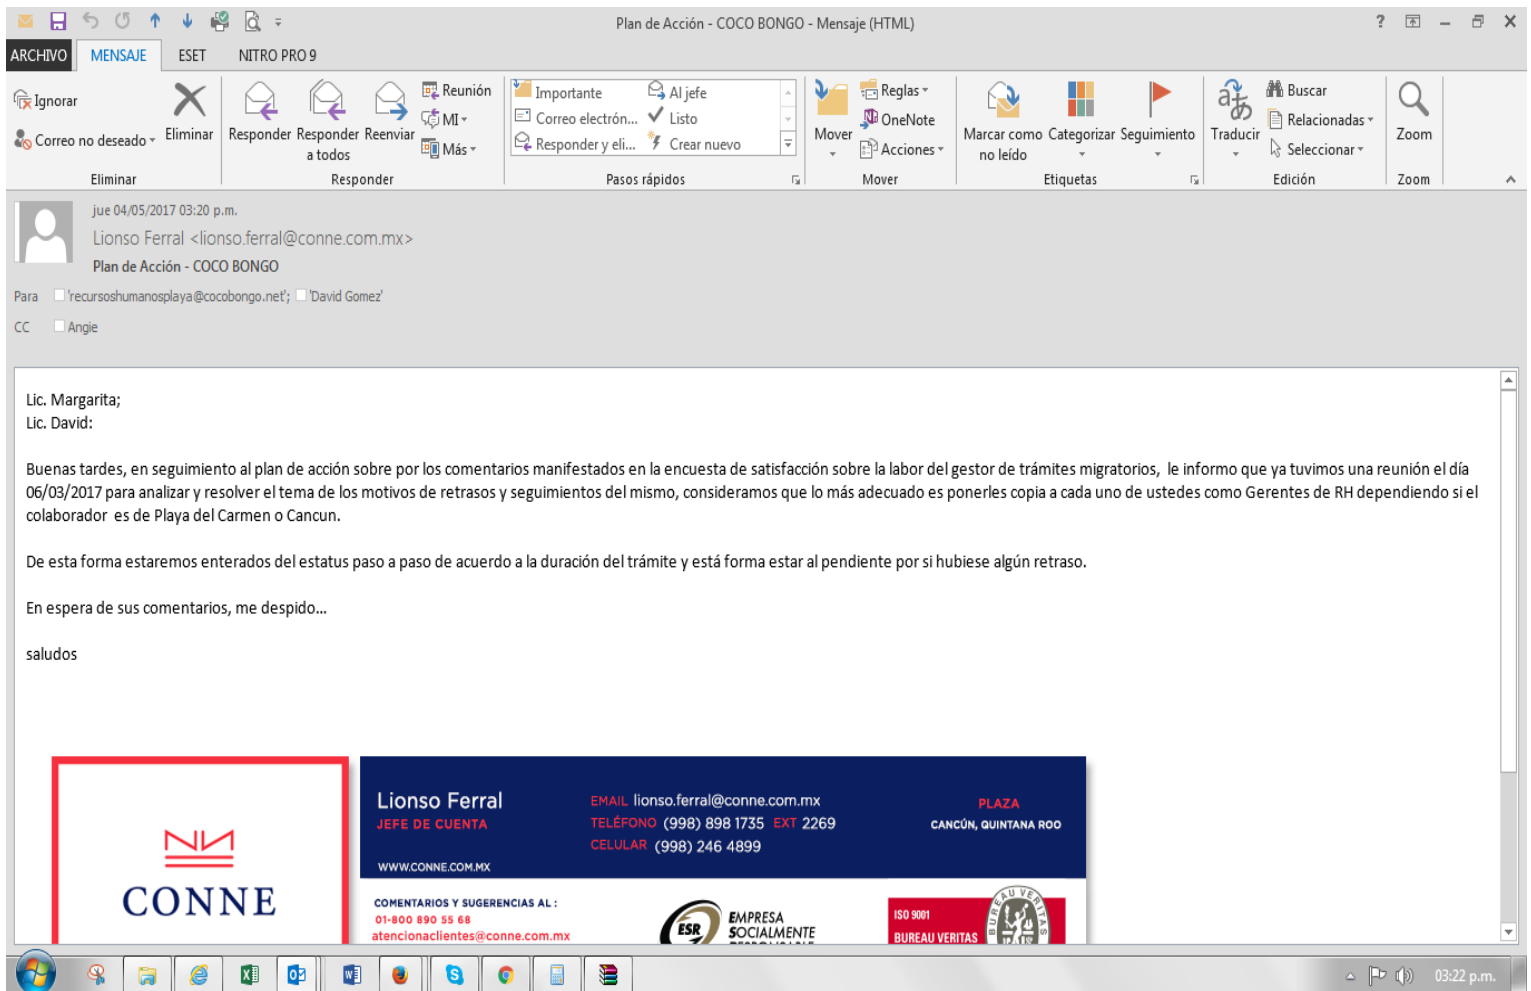 Plan de Acción - COCO BONGO - Mensaje (HTML)
ARCHIVO MENSAJE ESET NITRO PRO 9
Ignorar
Correo no deseado
Eliminar
Eliminar
Responder
Responder a todos
Reenviar
Reunión
MI
Más
Responder
Importante
Al jefe
Correo electrón...
Listo
Responder y eli...
Crear nuevo
Pasos rápidos
Mover
Reglas
OneNote
Acciones
Mover
Marcar como no leído
Categorizar
Seguimiento
Etiquetas
Traducir
Buscar
Relacionadas
Seleccionar
Edición
Zoom
Zoom
jue 04/05/2017 03:20 p.m.
Lionso Ferral <lionso.ferral@conne.com.mx>
Plan de Acción - COCO BONGO
Para 'recursoshumanosplaya@cocobongo.net'; 'David Gomez'
CC Angie
Lic. Margarita;
Lic. David:
Buenas tardes, en seguimiento al plan de acción sobre por los comentarios manifestados en la encuesta de satisfacción sobre la labor del gestor de trámites migratorios, le informo que ya tuvimos una reunión el día
06/03/2017 para analizar y resolver el tema de los motivos de retrasos y seguimientos del mismo, consideramos que lo más adecuado es ponerles copia a cada uno de ustedes como Gerentes de RH dependiendo si el
colaborador es de Playa del Carmen o Cancun.
De esta forma estaremos enterados del estatus paso a paso de acuerdo a la duración del trámite y está forma estar al pendiente por si hubiese algún retraso.
En espera de sus comentarios, me despido...
saludos
CONNE
Lionso Ferral
JEFE DE CUENTA
WWW.CONNE.COM.MX
EMAIL lionso.ferral@conne.com.mx
TELÉFONO (998) 898 1735 EXT 2269
CELULAR (998) 246 4899
PLAZA
CANCÚN, QUINTANA ROO
COMENTARIOS Y SUGERENCIAS AL :
01-800 890 55 68
atencionaclientes@conne.com.mx
ESR
EMPRESA
SOCIALMENTE
RESPONSABLE
ISO 9001
BUREAU VERITAS
BUREAU VERITAS
03:22 p.m.